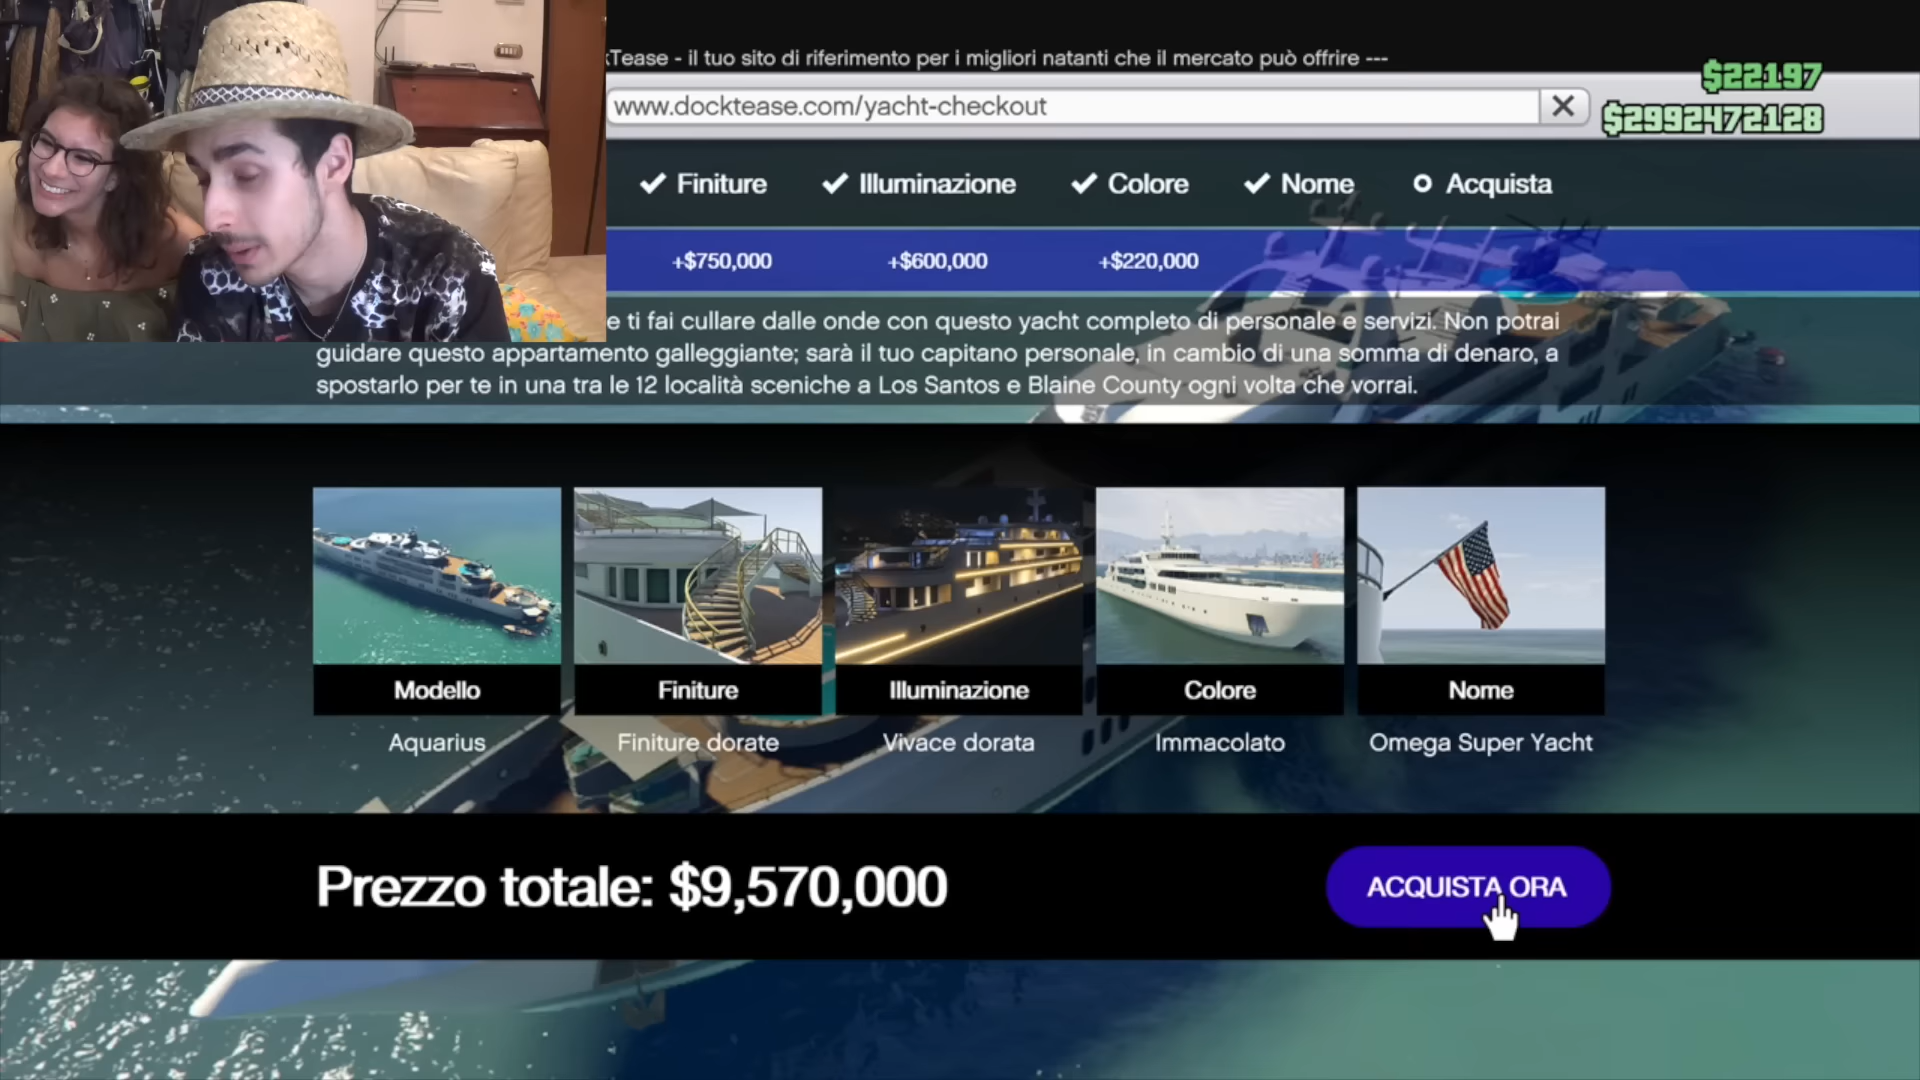 kTease - il tuo sito di riferimento per i migliori natanti che il mercato può offrire ---
$22197
www.docktease.com/yacht-checkout
$2992472128
Finiture Illuminazione Colore Nome Acquista
+$750,000 +$600,000 +$220,000
e ti fai cullare dalle onde con questo yacht completo di personale e servizi. Non potrai
guidare questo appartamento galleggiante; sarà il tuo capitano personale, in cambio di una somma di denaro, a
spostarlo per te in una tra le 12 località sceniche a Los Santos e Blaine County ogni volta che vorrai.
Modello Finiture Illuminazione Colore Nome
Aquarius Finiture dorate Vivace dorata Immacolato Omega Super Yacht
Prezzo totale: $9,570,000
ACQUISTA ORA